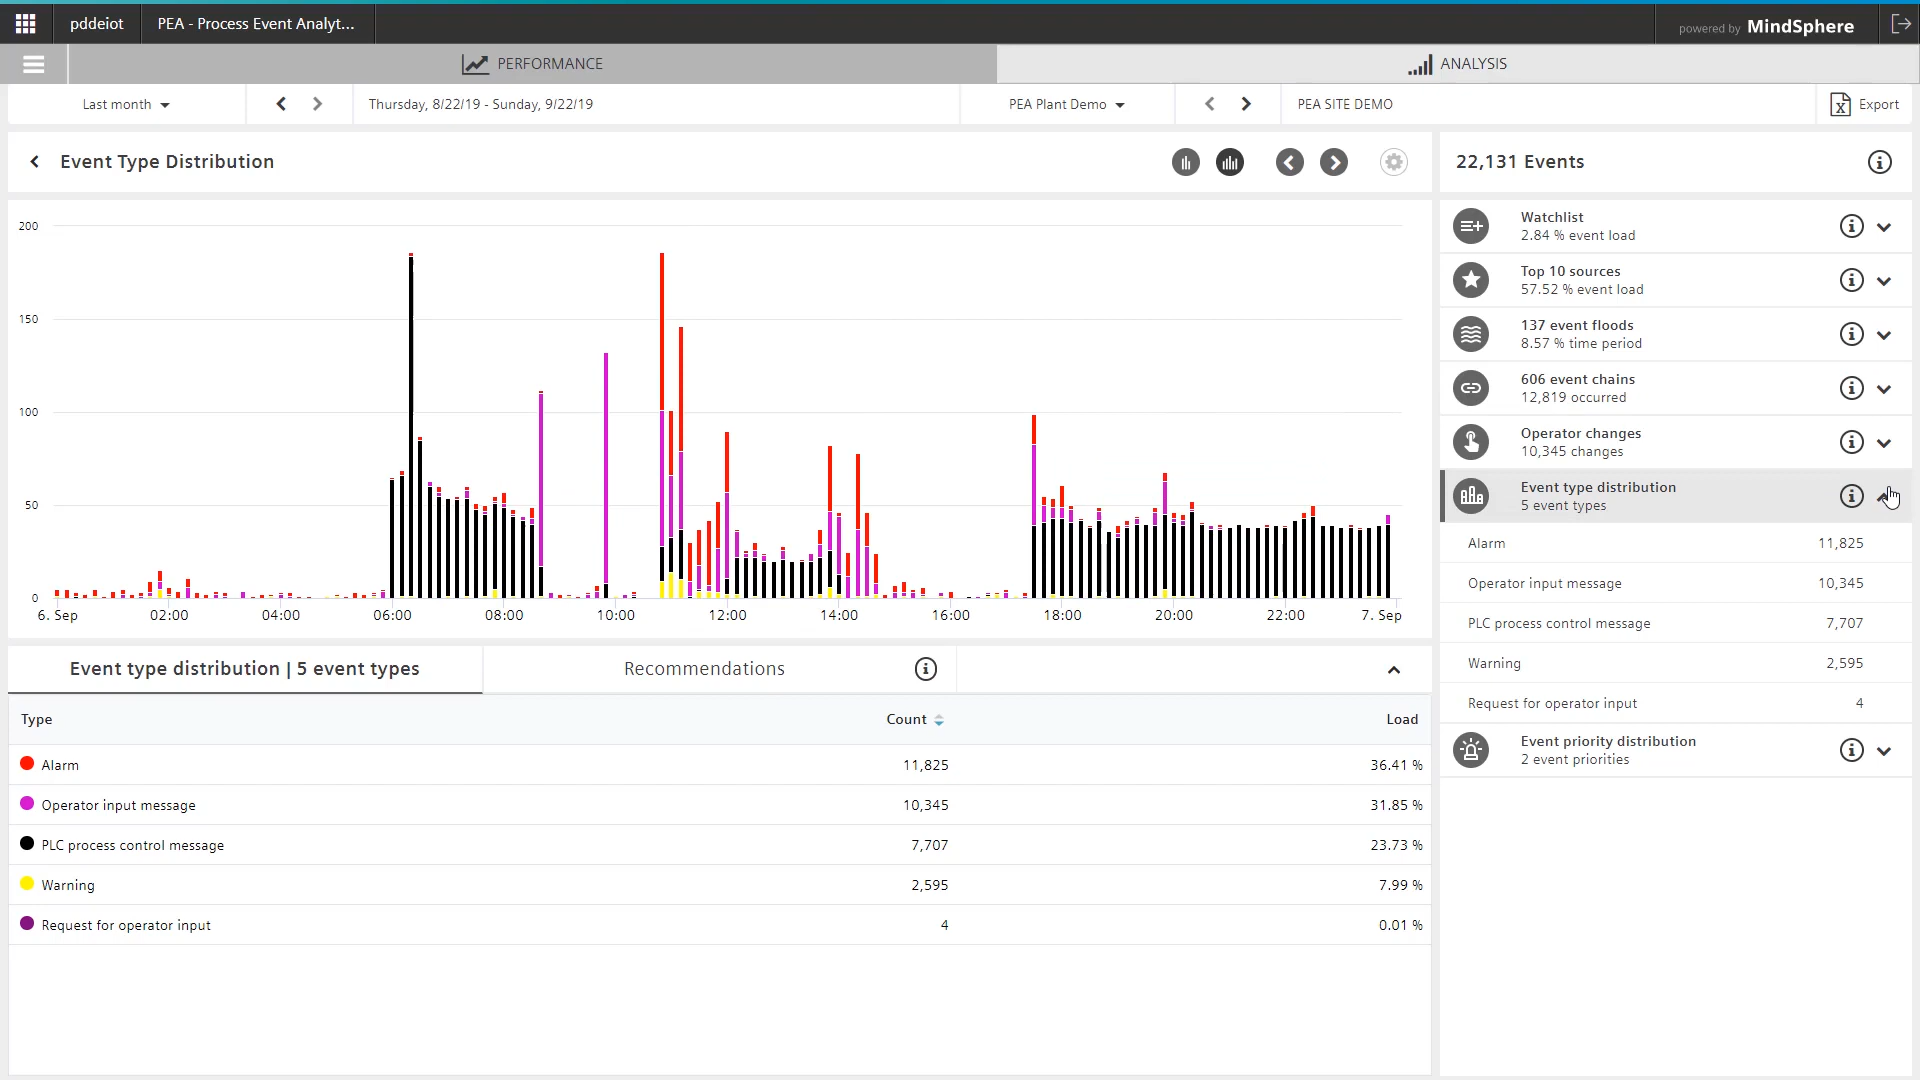 pddeiot
PEA - Process Event Analyt...
powered by MindSphere
PERFORMANCE
ANALYSIS
Last month
Thursday, 8/22/19 - Sunday, 9/22/19
PEA Plant Demo
PEA SITE DEMO
Export
Event Type Distribution
200
150
100
50
0
6. Sep 02:00 04:00 06:00 08:00 10:00 12:00 14:00 16:00 18:00 20:00 22:00 7. Sep
Event type distribution | 5 event types
Recommendations
Type Count Load
Alarm 11,825 36.41 %
Operator input message 10,345 31.85 %
PLC process control message 7,707 23.73 %
Warning 2,595 7.99 %
Request for operator input 4 0.01 %
22,131 Events
Watchlist
2.84 % event load
Top 10 sources
57.52 % event load
137 event floods
8.57 % time period
606 event chains
12,819 occurred
Operator changes
10,345 changes
Event type distribution
5 event types
Alarm 11,825
Operator input message 10,345
PLC process control message 7,707
Warning 2,595
Request for operator input 4
Event priority distribution
2 event priorities